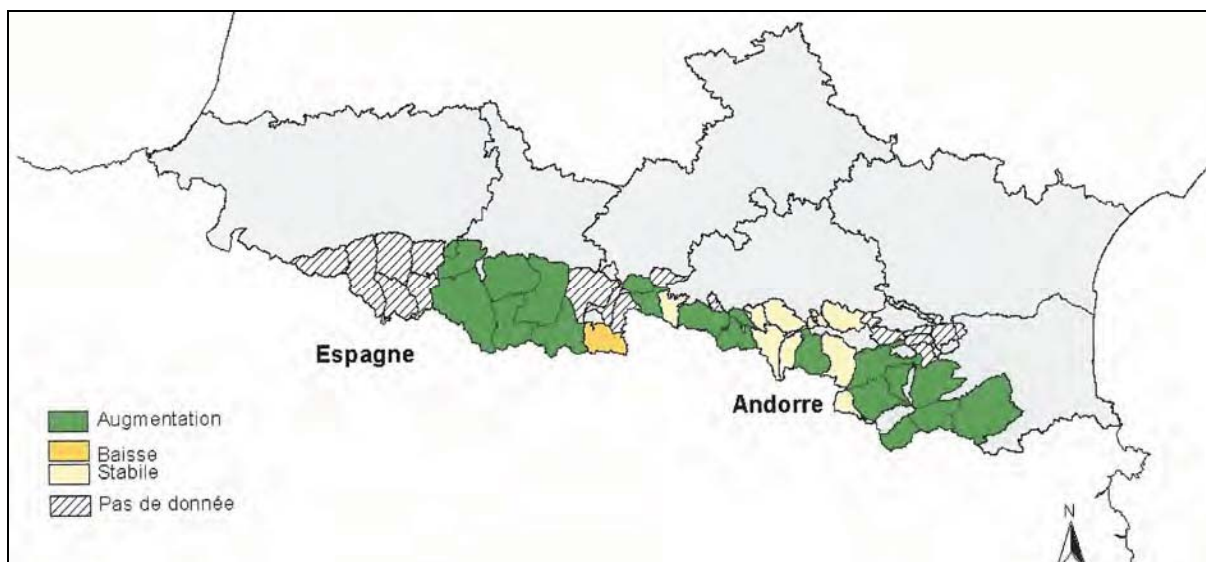 Espagne
Andorre
Augmentation
Baisse
Stabile
Pas de donnée
N